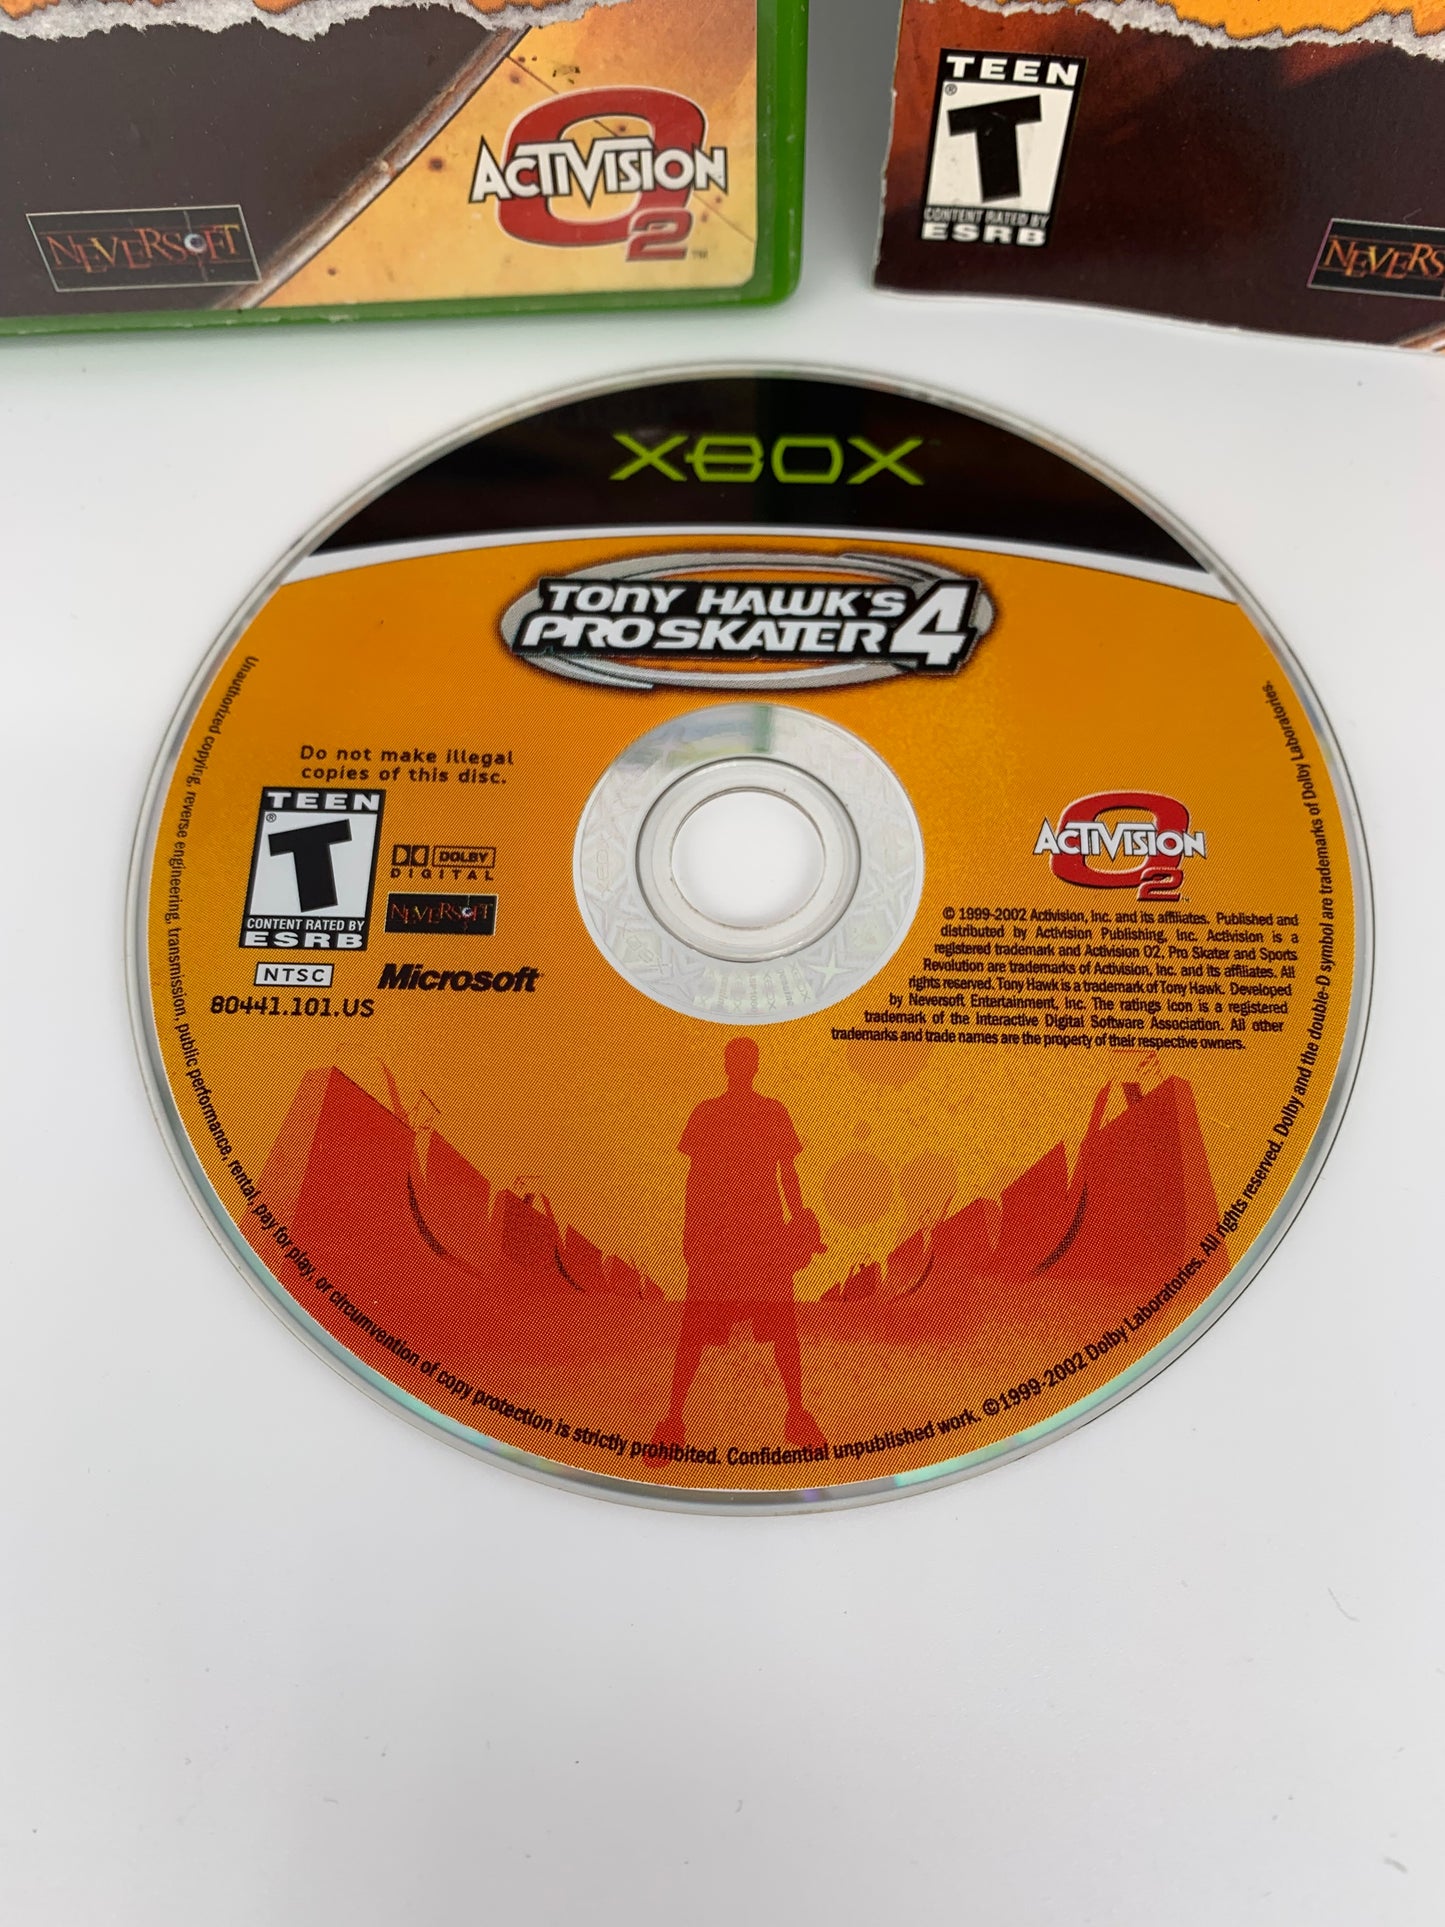 NEVERSOFT
ACTIVISION
O2
™
TEEN
T
®
CONTENT RATED BY
ESRB
NEVERS
XBOX
TONY HAWK'S
PRO SKATER 4
Do not make illegal
copies of this disc.
TEEN
®
T
CONTENT RATED BY
ESRB
DOLBY
DIGITAL
NEVERSOFT
NTSC
Microsoft
80441.101.US
ACTIVISION
O2
© 1999-2002 Activision, Inc. and its affiliates. Published and
distributed by Activision Publishing, Inc. Activision is a
registered trademark and Activision O2, Pro Skater and Sports
Revolution are trademarks of Activision, Inc. and its affiliates. All
rights reserved. Tony Hawk is a trademark of Tony Hawk. Developed
by Neversoft Entertainment, Inc. The ratings icon is a registered
trademark of the Interactive Digital Software Association. All other
trademarks and trade names are the property of their respective owners.
Unauthorized copying, reverse engineering, transmission, public performance, rental, pay for play, or circumvention of copy protection is strictly prohibited. Confidential unpublished work. ©1999-2002 Dolby Laboratories. All rights reserved. Dolby and the double-D symbol are trademarks of Dolby Laboratories.